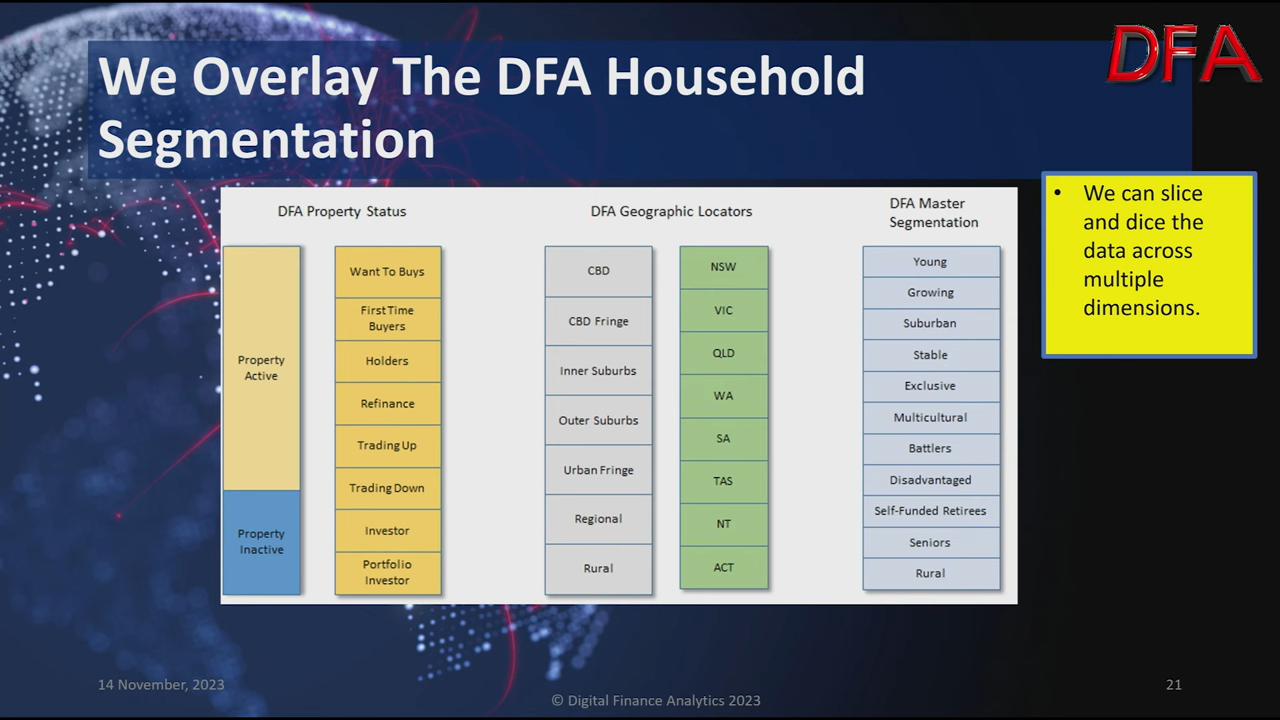 DFA
We Overlay The DFA Household
Segmentation
DFA Property Status
Property
Active
Property
Inactive
Want To Buys
First Time
Buyers
Holders
Refinance
Trading Up
Trading Down
Investor
Portfolio
Investor
DFA Geographic Locators
CBD
CBD Fringe
Inner Suburbs
Outer Suburbs
Urban Fringe
Regional
Rural
NSW
VIC
QLD
WA
SA
TAS
NT
ACT
DFA Master
Segmentation
Young
Growing
Suburban
Stable
Exclusive
Multicultural
Battlers
Disadvantaged
Self-Funded Retirees
Seniors
Rural
• We can slice
and dice the
data across
multiple
dimensions.
14 November, 2023
© Digital Finance Analytics 2023
21